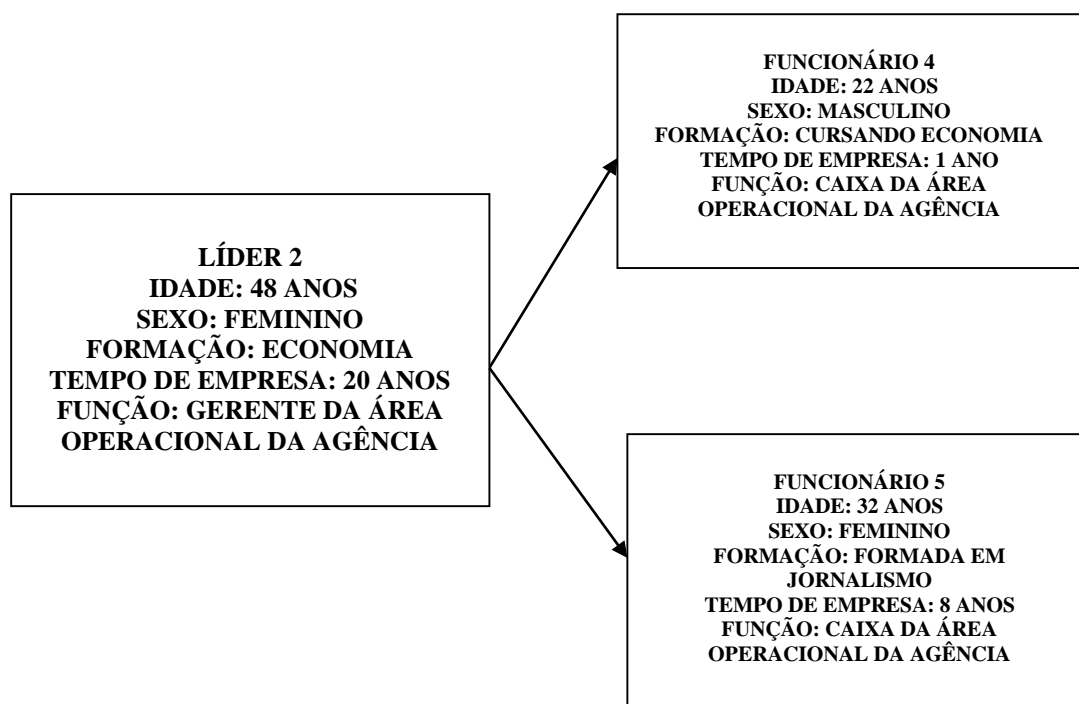 FUNCIONÁRIO 4
IDADE: 22 ANOS
SEXO: MASCULINO
FORMAÇÃO: CURSANDO ECONOMIA
TEMPO DE EMPRESA: 1 ANO
FUNÇÃO: CAIXA DA ÁREA
OPERACIONAL DA AGÊNCIA
LÍDER 2
IDADE: 48 ANOS
SEXO: FEMININO
FORMAÇÃO: ECONOMIA
TEMPO DE EMPRESA: 20 ANOS
FUNÇÃO: GERENTE DA ÁREA
OPERACIONAL DA AGÊNCIA
FUNCIONÁRIO 5
IDADE: 32 ANOS
SEXO: FEMININO
FORMAÇÃO: FORMADA EM
JORNALISMO
TEMPO DE EMPRESA: 8 ANOS
FUNÇÃO: CAIXA DA ÁREA
OPERACIONAL DA AGÊNCIA